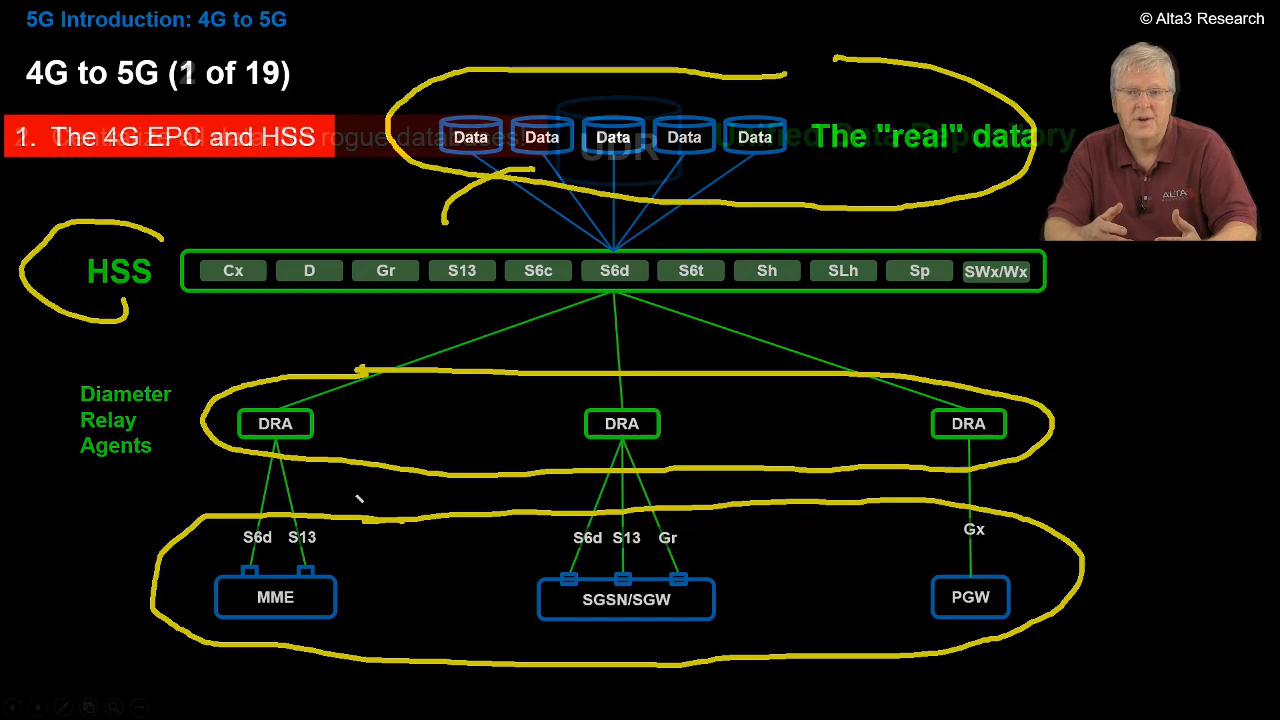 5G Introduction: 4G to 5G
© Alta3 Research
4G to 5G (1 of 19)
1. The 4G EPC and HSS
Data Data Data Data Data
UDR
The "real" data
HSS
Cx D Gr S13 S6c S6d S6t Sh SLh Sp SWx/Wx
Diameter
Relay
Agents
DRA DRA DRA
S6d S13 S6d S13 Gr Gx
MME SGSN/SGW PGW
ALTA3